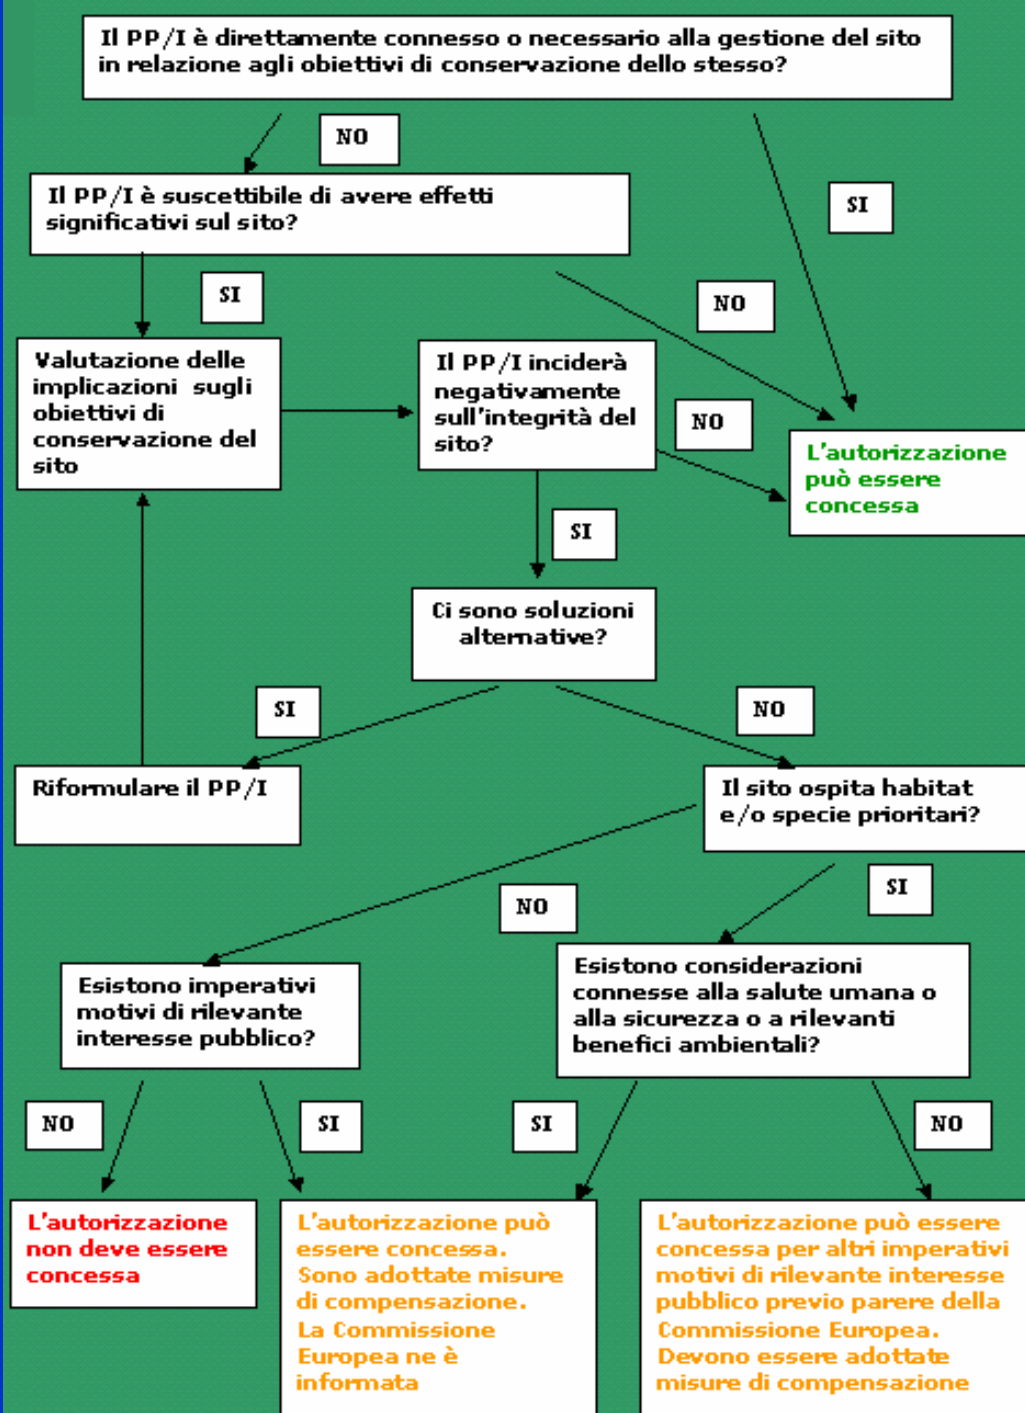 Il PP/I è direttamente connesso o necessario alla gestione del sito
in relazione agli obiettivi di conservazione dello stesso?
NO
Il PP/I è suscettibile di avere effetti
significativi sul sito?
SI
SI
NO
Valutazione delle
implicazioni sugli
obiettivi di
conservazione del
sito
Il PP/I inciderà
negativamente
sull'integrità del
sito?
NO
L'autorizzazione
può essere
concessa
SI
Ci sono soluzioni
alternative?
SI
NO
Riformulare il PP/I
Il sito ospita habitat
e/o specie prioritari?
NO
SI
Esistono imperativi
motivi di rilevante
interesse pubblico?
Esistono considerazioni
connesse alla salute umana o
alla sicurezza o a rilevanti
benefici ambientali?
NO
SI
SI
NO
L'autorizzazione
non deve essere
concessa
L'autorizzazione può
essere concessa.
Sono adottate misure
di compensazione.
La Commissione
Europea ne è
informata
L'autorizzazione può essere
concessa per altri imperativi
motivi di rilevante interesse
pubblico previo parere della
Commissione Europea.
Devono essere adottate
misure di compensazione